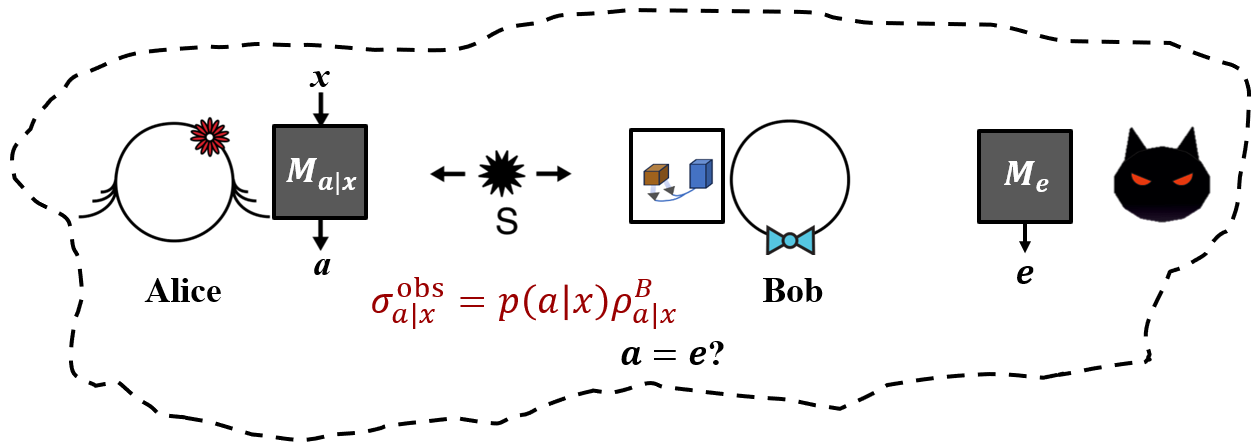 x
M_{a|x}
a
S
Alice
Bob
M_e
e
σ^{obs}_{a|x} = p(a|x)ρ^B_{a|x}
a = e?